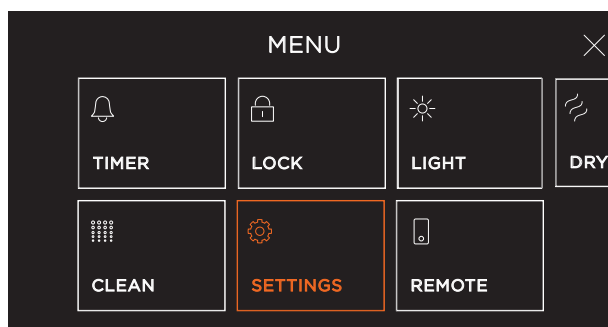 MENU
TIMER
LOCK
LIGHT
DRY
CLEAN
SETTINGS
REMOTE